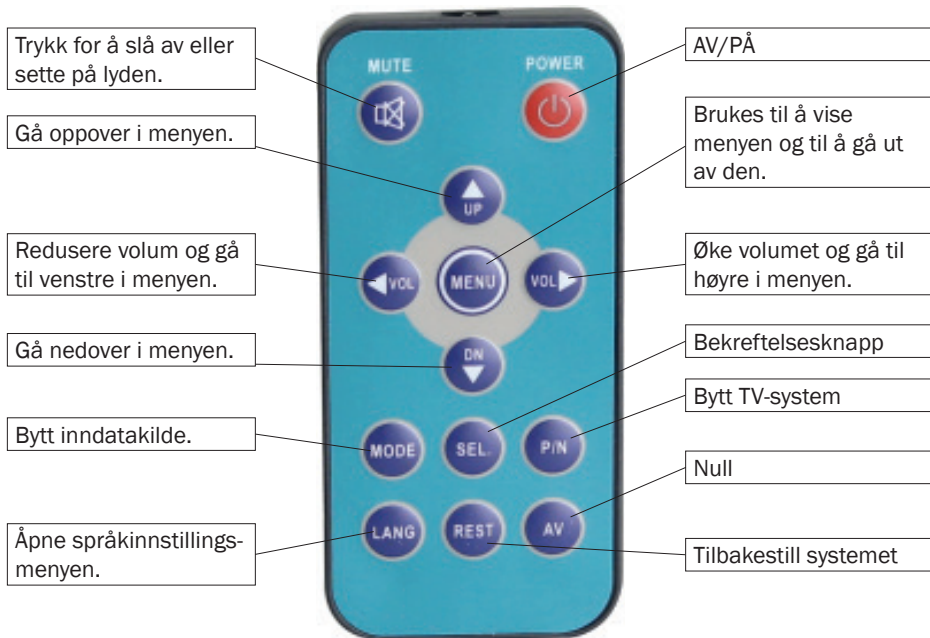 Trykk for å slå av eller
sette på lyden.
Gå oppover i menyen.
Redusere volum og gå
til venstre i menyen.
Gå nedover i menyen.
Bytt inndatakilde.
Åpne språkinnstillings-
menyen.
MUTE
POWER
UP
VOL
MENU
VOL
DN
MODE
SEL.
P/N
LANG
REST
AV
AV/PÅ
Brukes til å vise
menyen og til å gå ut
av den.
Øke volumet og gå til
høyre i menyen.
Bekreftelsesknapp
Bytt TV-system
Null
Tilbakestill systemet